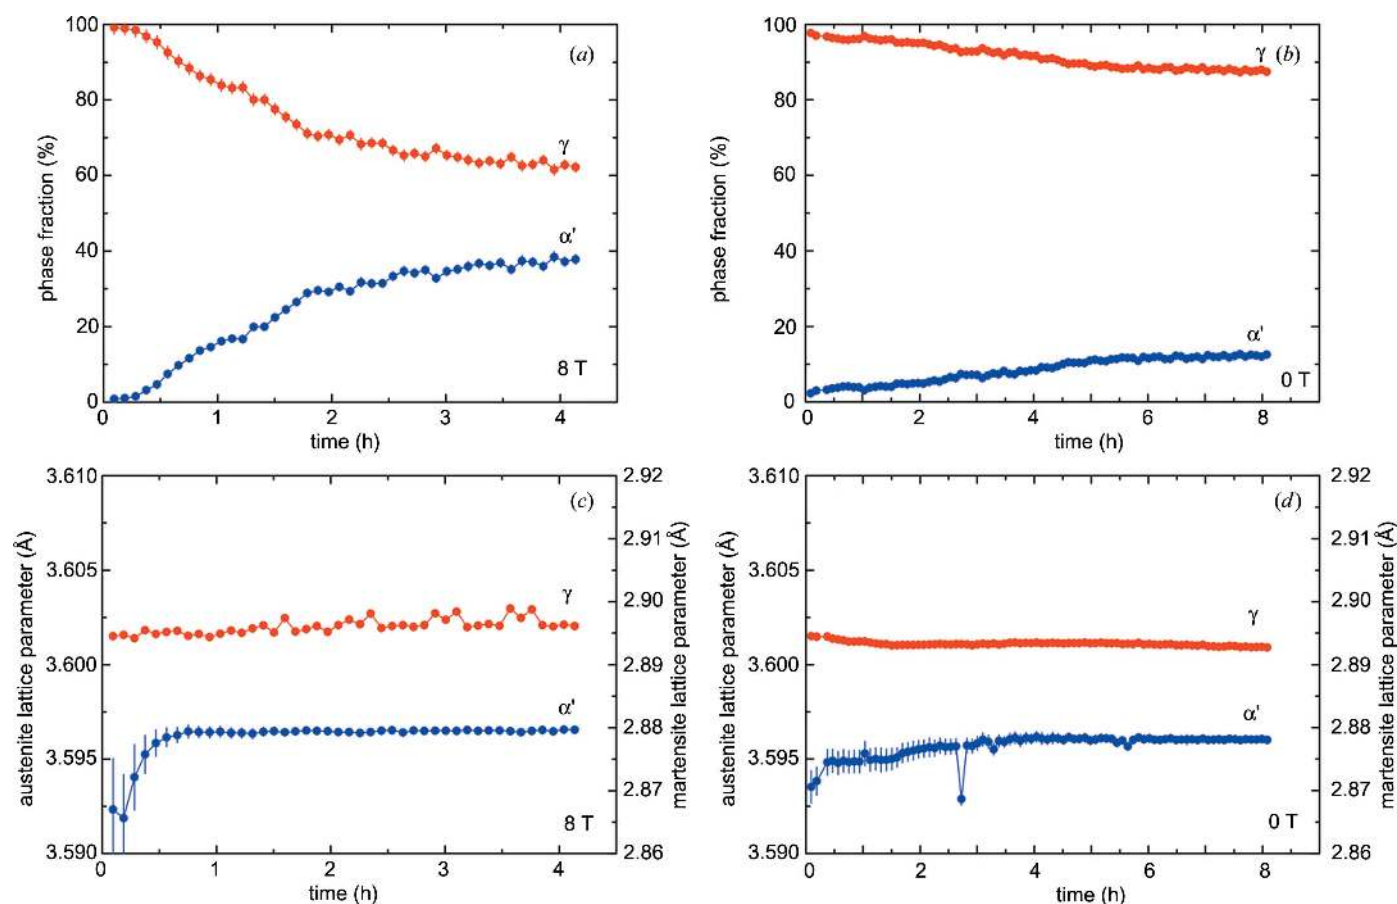 100
80
60
40
20
0
phase fraction (%)
(a)
γ
α'
8 T
0
1
2
3
4
time (h)
100
80
60
40
20
0
phase fraction (%)
γ (b)
α'
0 T
0
2
4
6
8
time (h)
3.610
3.605
3.600
3.595
3.590
austenite lattice parameter (Å)
(c)
γ
α'
8 T
2.92
2.91
2.90
2.89
2.88
2.87
2.86
martensite lattice parameter (Å)
0
1
2
3
4
time (h)
3.610
3.605
3.600
3.595
3.590
austenite lattice parameter (Å)
(d)
γ
α'
0 T
2.92
2.91
2.90
2.89
2.88
2.87
2.86
martensite lattice parameter (Å)
0
2
4
6
8
time (h)